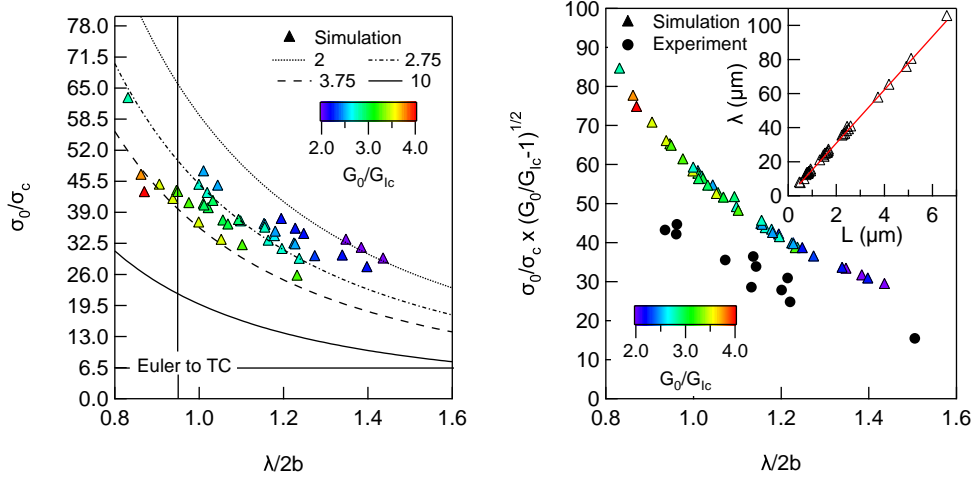 σ₀/σc
78.0
71.5
65.0
58.5
52.0
45.5
39.0
32.5
26.0
19.5
13.0
6.5
0.0
Simulation
2
2.75
3.75
10
2.0 3.0 4.0
G₀/GIc
Euler to TC
0.8 1.0 1.2 1.4 1.6
λ/2b
σ₀/σc x (G₀/GIc-1)^1/2
100
90
80
70
60
50
40
30
20
10
0
Simulation
Experiment
λ (μm)
100
80
60
40
20
0
0 2 4 6
L (μm)
2.0 3.0 4.0
G₀/GIc
0.8 1.0 1.2 1.4 1.6
λ/2b